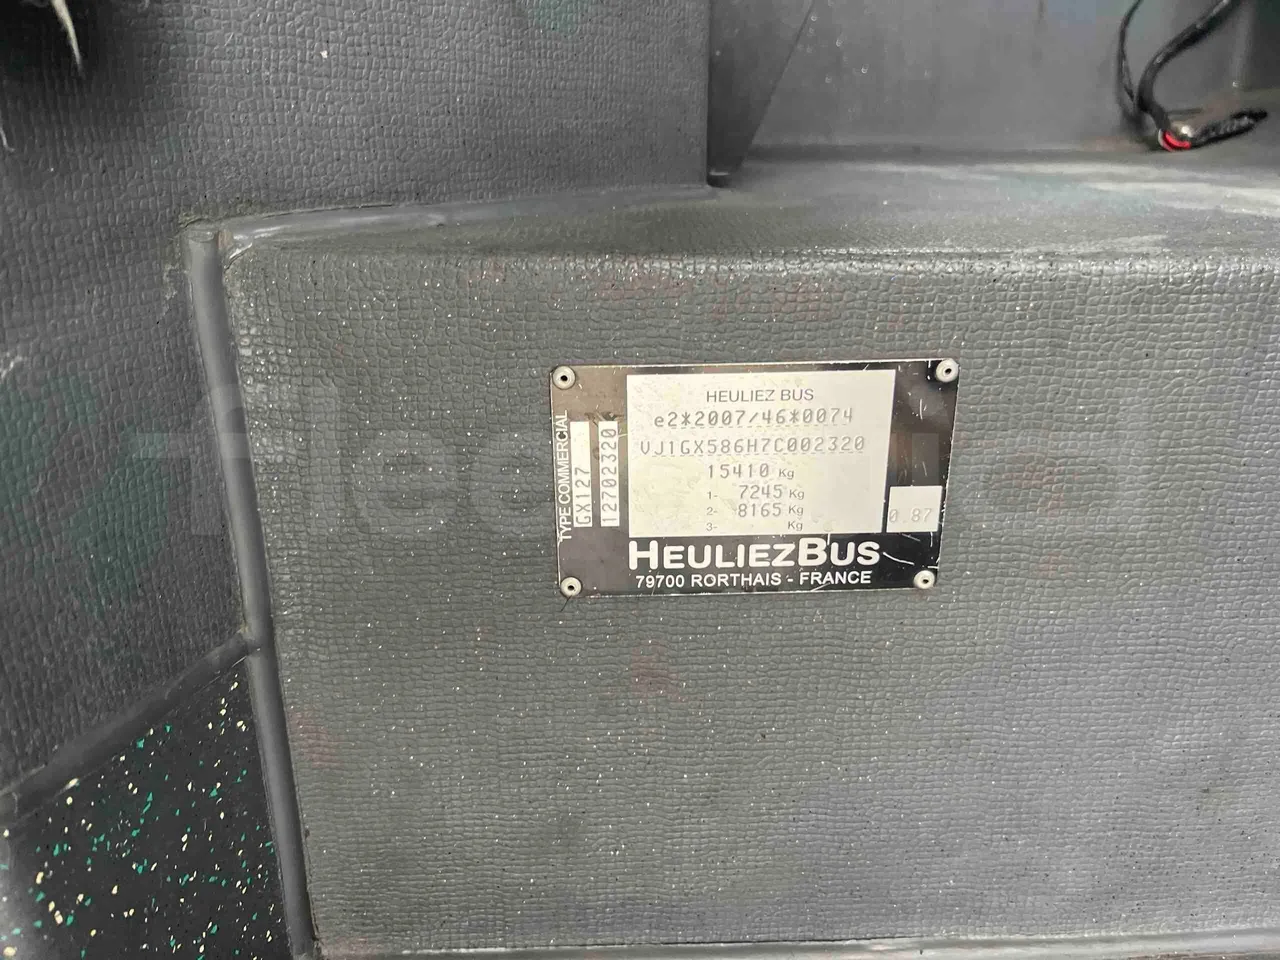 HEULIEZ BUS
e2*2007/46*0074
VJ1GX586H7C002320
15410 Kg
1- 7245 Kg
2- 8165 Kg
3- Kg
TYPE COMMERCIAL
GX127
12702320
0.87
HEULIEZBUS
79700 RORTHAIS - FRANCE